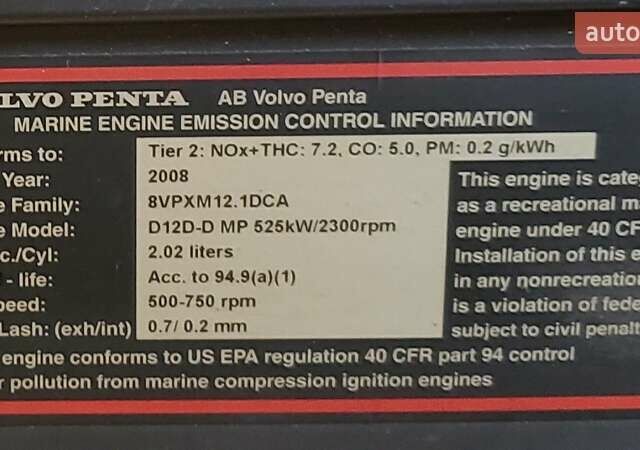 auto
LVO PENTA AB Volvo Penta
MARINE ENGINE EMISSION CONTROL INFORMATION
rms to: Tier 2: NOx+THC: 7.2, CO: 5.0, PM: 0.2 g/kWh
Year: 2008 This engine is categ
e Family: 8VPXM12.1DCA as a recreational m
e Model: D12D-D MP 525kW/2300rpm engine under 40 CF
c./Cyl: 2.02 liters Installation of this e
- life: Acc. to 94.9(a)(1) in any nonrecreation
peed: 500-750 rpm is a violation of fede
Lash: (exh/int) 0.7/ 0.2 mm subject to civil penalt
engine conforms to US EPA regulation 40 CFR part 94 control
r pollution from marine compression ignition engines